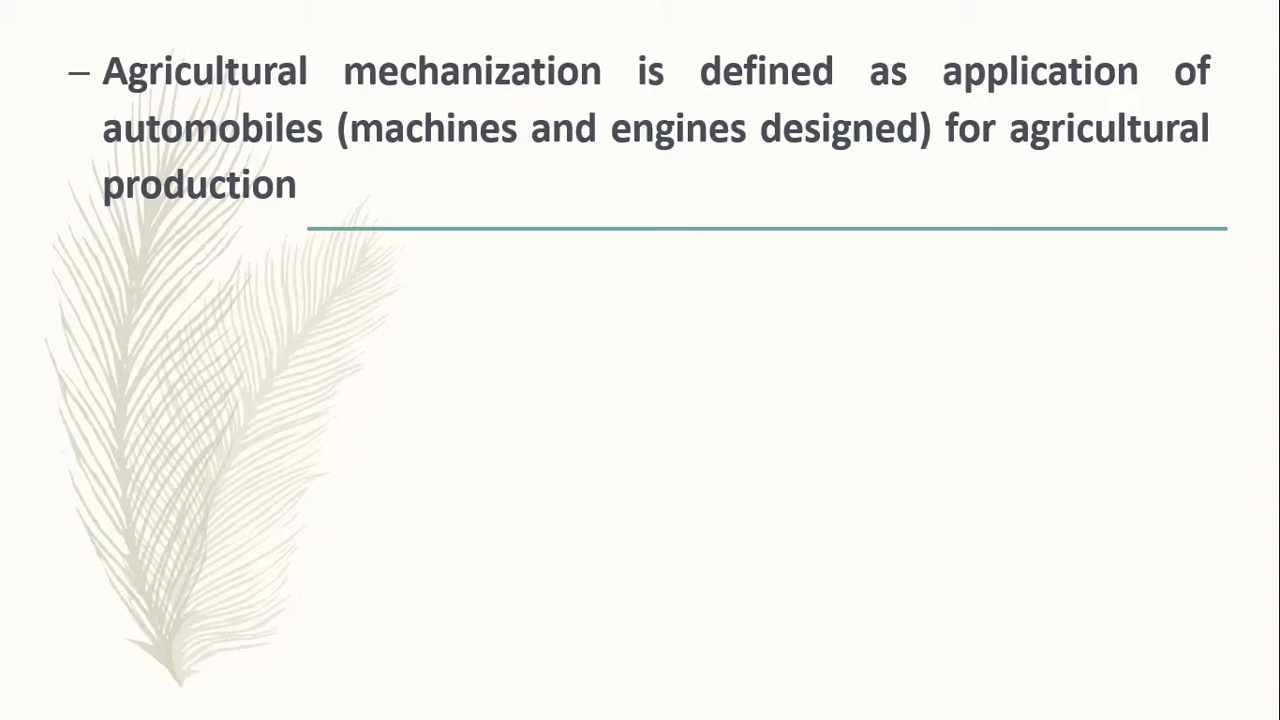 – Agricultural mechanization is defined as application of
automobiles (machines and engines designed) for agricultural
production